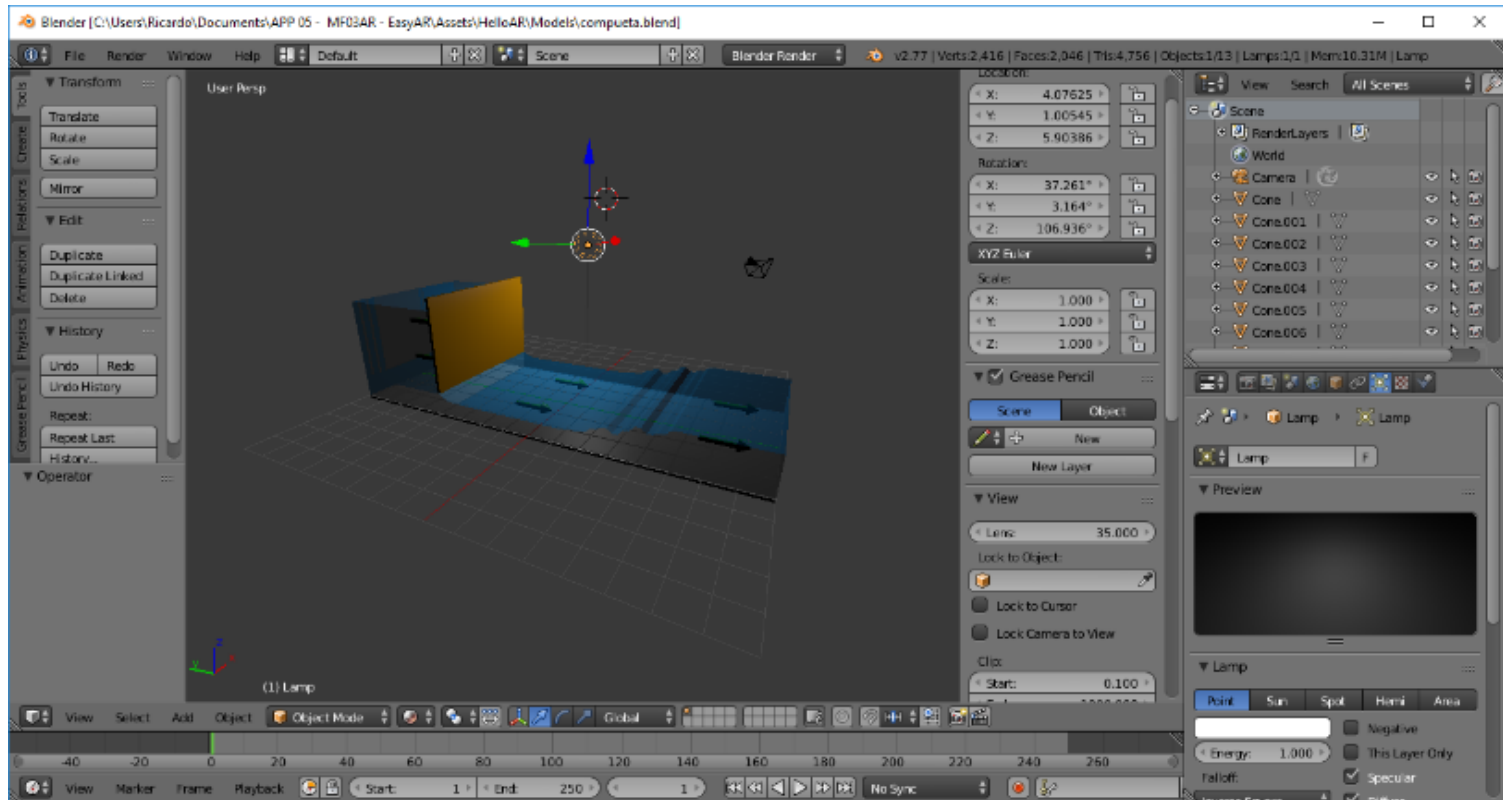 Blender [C:\Users\Ricardo\Documents\APP 05 - MF03AR - EasyAR\Assets\HelloAR\Models\compueta.blend]
File Render Window Help Default Scene Blender Render v2.77 | Verts:2,416 | Faces:2,046 | Tris:4,756 | Objects:1/13 | Lamps:1/1 | Mem:10.31M | Lamp
Tools
Create
Relations
Animation
Physics
Grease Pencil
Transform
Translate
Rotate
Scale
Mirror
Edit
Duplicate
Duplicate Linked
Delete
History
Undo Redo
Undo History
Repeat:
Repeat Last
History...
Operator
User Persp
(1) Lamp
Location:
X: 4.07625
Y: 1.00545
Z: 5.90386
Rotation:
X: 37.261°
Y: 3.164°
Z: 106.936°
XYZ Euler
Scale:
X: 1.000
Y: 1.000
Z: 1.000
Grease Pencil
Scene Object
New
New Layer
View
Lens: 35.000
Lock to Object:
Lock to Cursor
Lock Camera to View
Clip:
Start: 0.100
View Search All Scenes
Scene
RenderLayers
World
Camera
Cone
Cone.001
Cone.002
Cone.003
Cone.004
Cone.005
Cone.006
Lamp Lamp
Lamp F
Preview
Lamp
Point Sun Spot Hemi Area
Negative
Energy: 1.000 This Layer Only
Falloff: Specular
View Select Add Object Object Mode Global
-40 -20 0 20 40 60 80 100 120 140 160 180 200 220 240 260
View Marker Frame Playback Start: 1 End: 250 1 No Sync